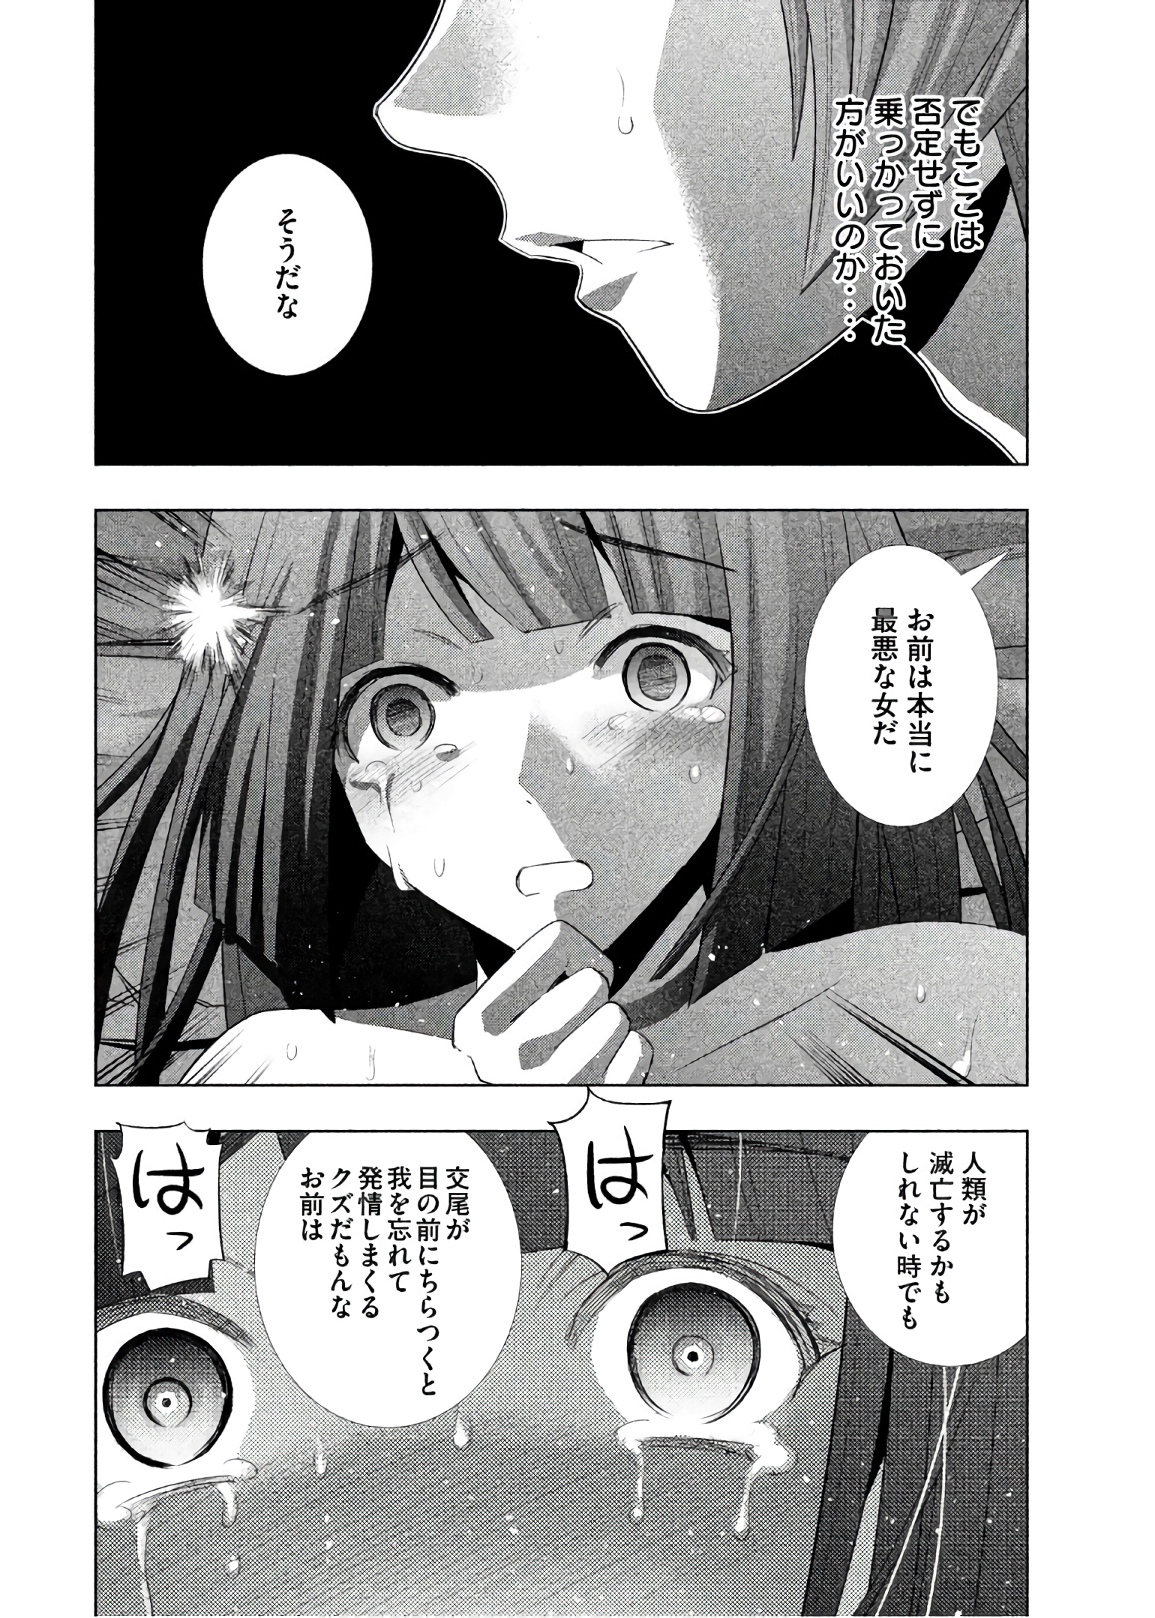 でもここは
否定せずに
乗っかっておいた
方がいいのか‥‥
そうだな
お前は本当に
最悪な女だ
人類が
滅亡するかも
しれない時でも
はっ
交尾が
目の前にちらつくと
我を忘れて
発情しまくる
クズだもんな
お前は
はっ